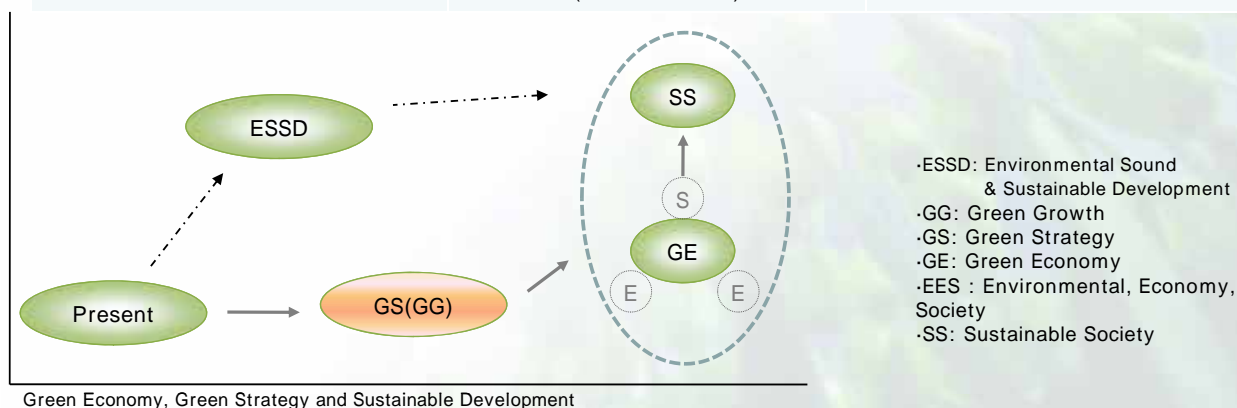 SS
ESSD
S
GE
E
E
Present
GS(GG)
·ESSD: Environmental Sound
& Sustainable Development
·GG: Green Growth
·GS: Green Strategy
·GE: Green Economy
·EES : Environmental, Economy,
Society
·SS: Sustainable Society
Green Economy, Green Strategy and Sustainable Development